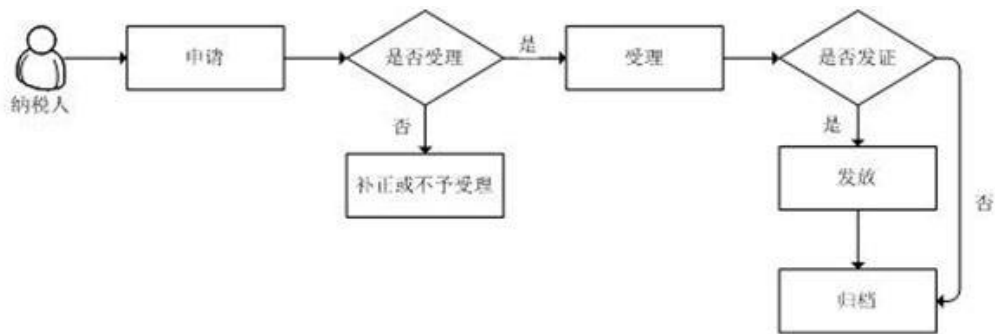 纳税人
申请
是否受理
是
受理
是否发证
否
补正或不予受理
是
发放
否
归档